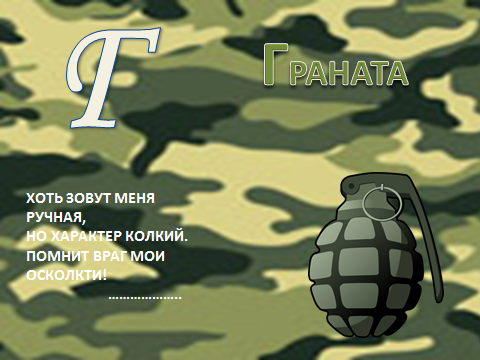 Г
ГРАНАТА
ХОТЬ ЗОВУТ МЕНЯ
РУЧНАЯ,
НО ХАРАКТЕР КОЛКИЙ.
ПОМНИТ ВРАГ МОИ
ОСКОЛКТИ!
………………..